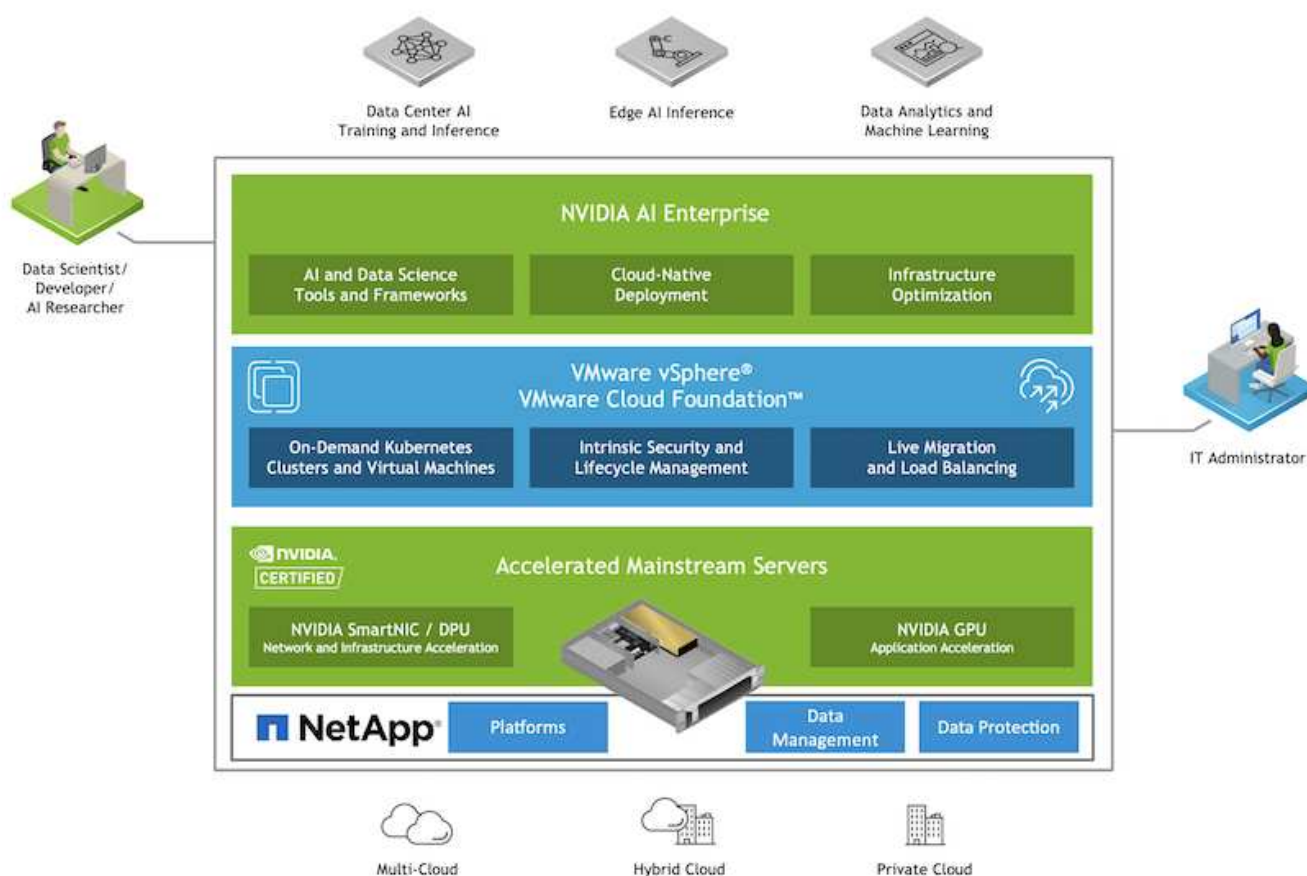 Data Center AI
Training and Inference
Edge AI Inference
Data Analytics and
Machine Learning
Data Scientist/
Developer/
AI Researcher
NVIDIA AI Enterprise
AI and Data Science
Tools and Frameworks
Cloud-Native
Deployment
Infrastructure
Optimization
VMware vSphere®
VMware Cloud Foundation™
On-Demand Kubernetes
Clusters and Virtual Machines
Intrinsic Security and
Lifecycle Management
Live Migration
and Load Balancing
IT Administrator
NVIDIA.
CERTIFIED
Accelerated Mainstream Servers
NVIDIA SmartNIC / DPU
Network and Infrastructure Acceleration
NVIDIA GPU
Application Acceleration
NetApp®
Platforms
Data
Management
Data Protection
Multi-Cloud
Hybrid Cloud
Private Cloud